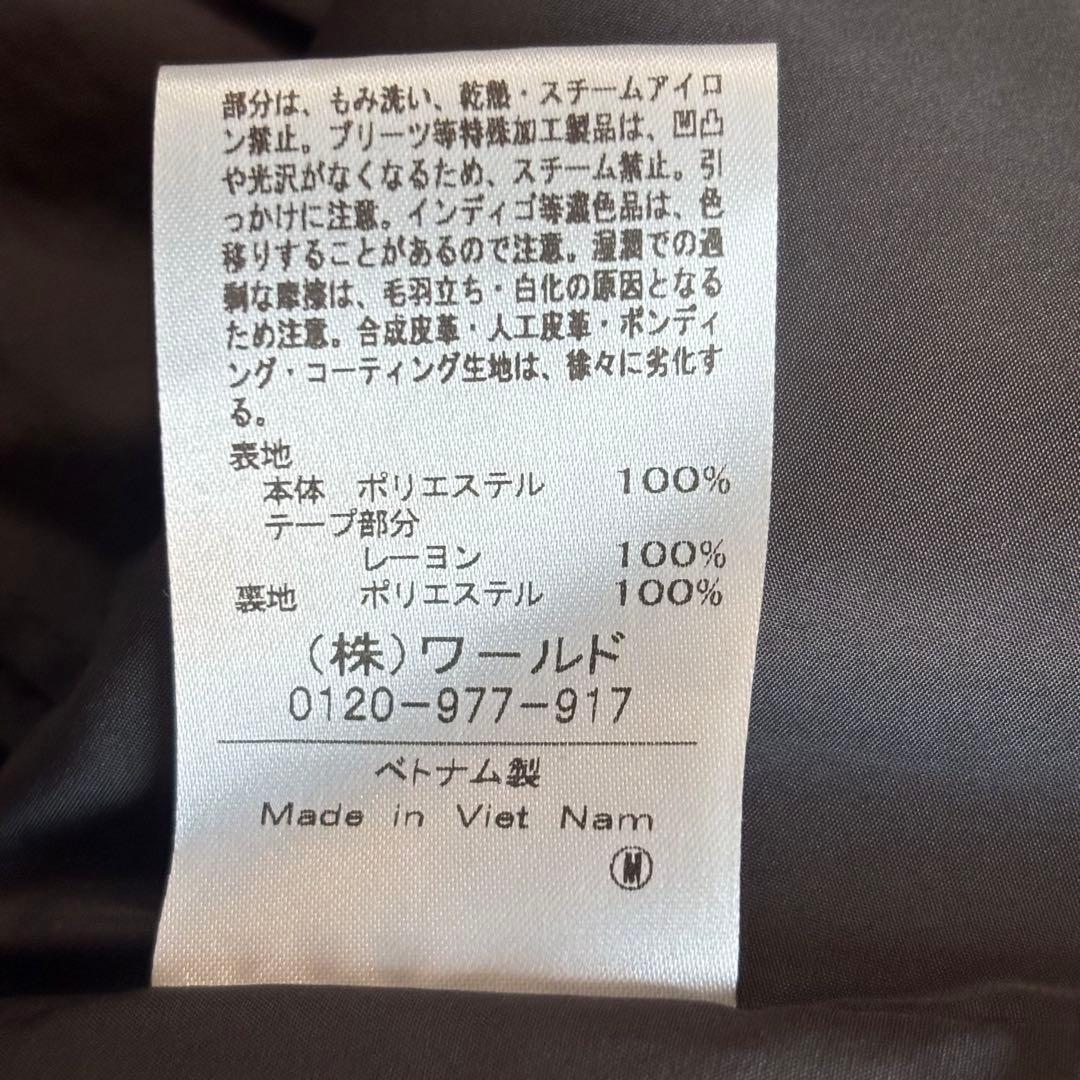 部分は、もみ洗い、乾熱・スチームアイロ
ン禁止。プリーツ等特殊加工製品は、凹凸
や光沢がなくなるため、スチーム禁止。引
っかけに注意。インディゴ等濃色品は、色
移りすることがあるので注意。湿潤での過
剰な摩擦は、毛羽立ち・白化の原因となる
ため注意。合成皮革・人工皮革・ボンディ
ング・コーティング生地は、徐々に劣化す
る。
表地
本体 ポリエステル 100%
テープ部分
レーヨン 100%
裏地 ポリエステル 100%
(株)ワールド
0120-977-917
ベトナム製
Made in Viet Nam
M